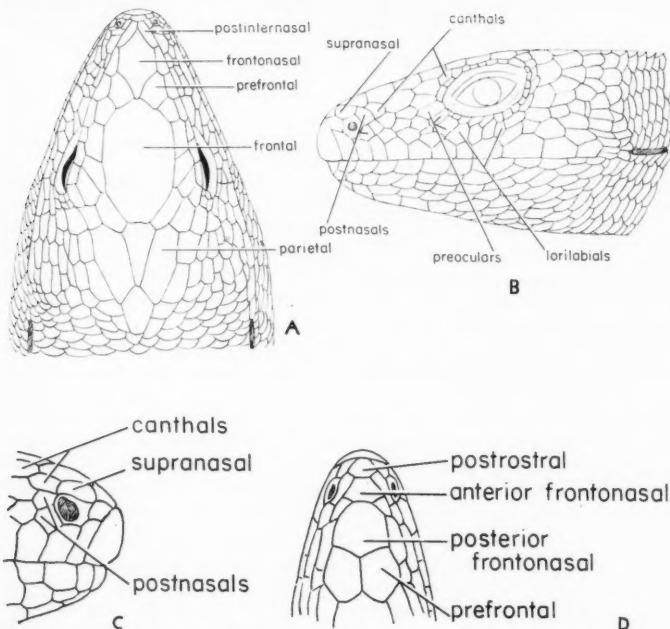 postinternasal
frontonasal
prefrontal
frontal
parietal
A
supranasal
canthals
postnasals
preoculars
lorilabials
B
canthals
supranasal
postnasals
C
postrostral
anterior frontonasal
posterior
frontonasal
prefrontal
D